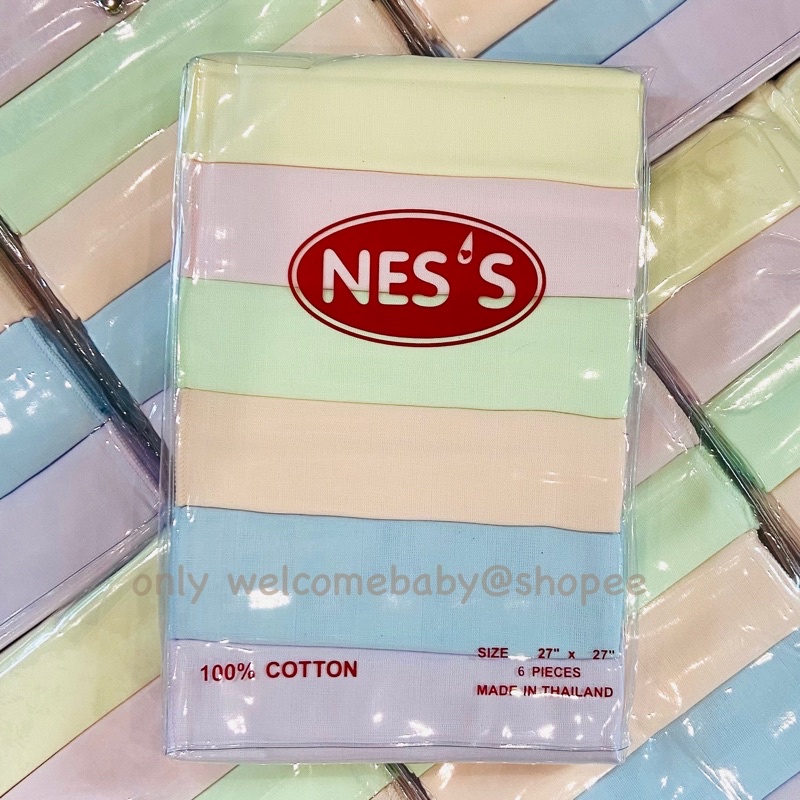 NES'S
only welcomebaby@shopee
100% COTTON
SIZE 27" x 27"
6 PIECES
MADE IN THAILAND